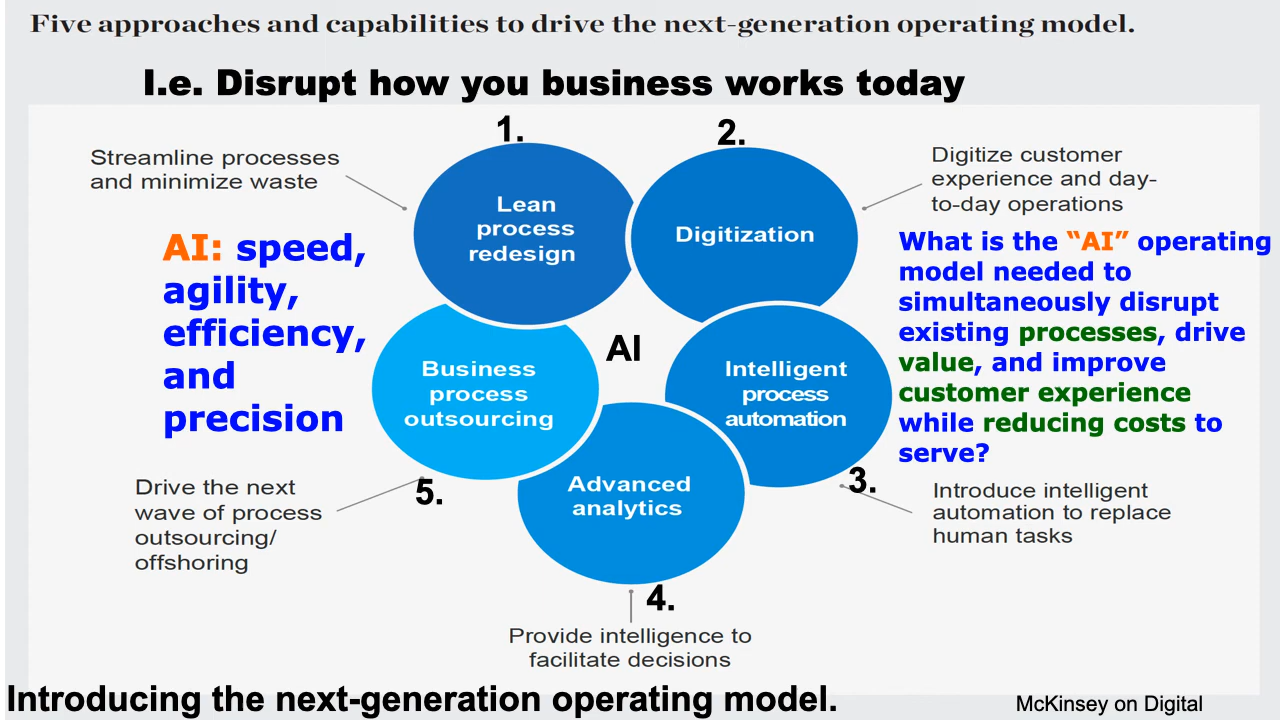 Five approaches and capabilities to drive the next-generation operating model.
I.e. Disrupt how you business works today
1.
2.
Streamline processes
and minimize waste
Lean
process
redesign
Digitization
Digitize customer
experience and day-
to-day operations
AI: speed,
agility,
efficiency,
and
precision
What is the “AI” operating
model needed to
simultaneously disrupt
existing processes, drive
value, and improve
customer experience
while reducing costs to
serve?
AI
Business
process
outsourcing
Intelligent
process
automation
Advanced
analytics
3.
Introduce intelligent
automation to replace
human tasks
5.
Drive the next
wave of process
outsourcing/
offshoring
4.
Provide intelligence to
facilitate decisions
Introducing the next-generation operating model.
McKinsey on Digital